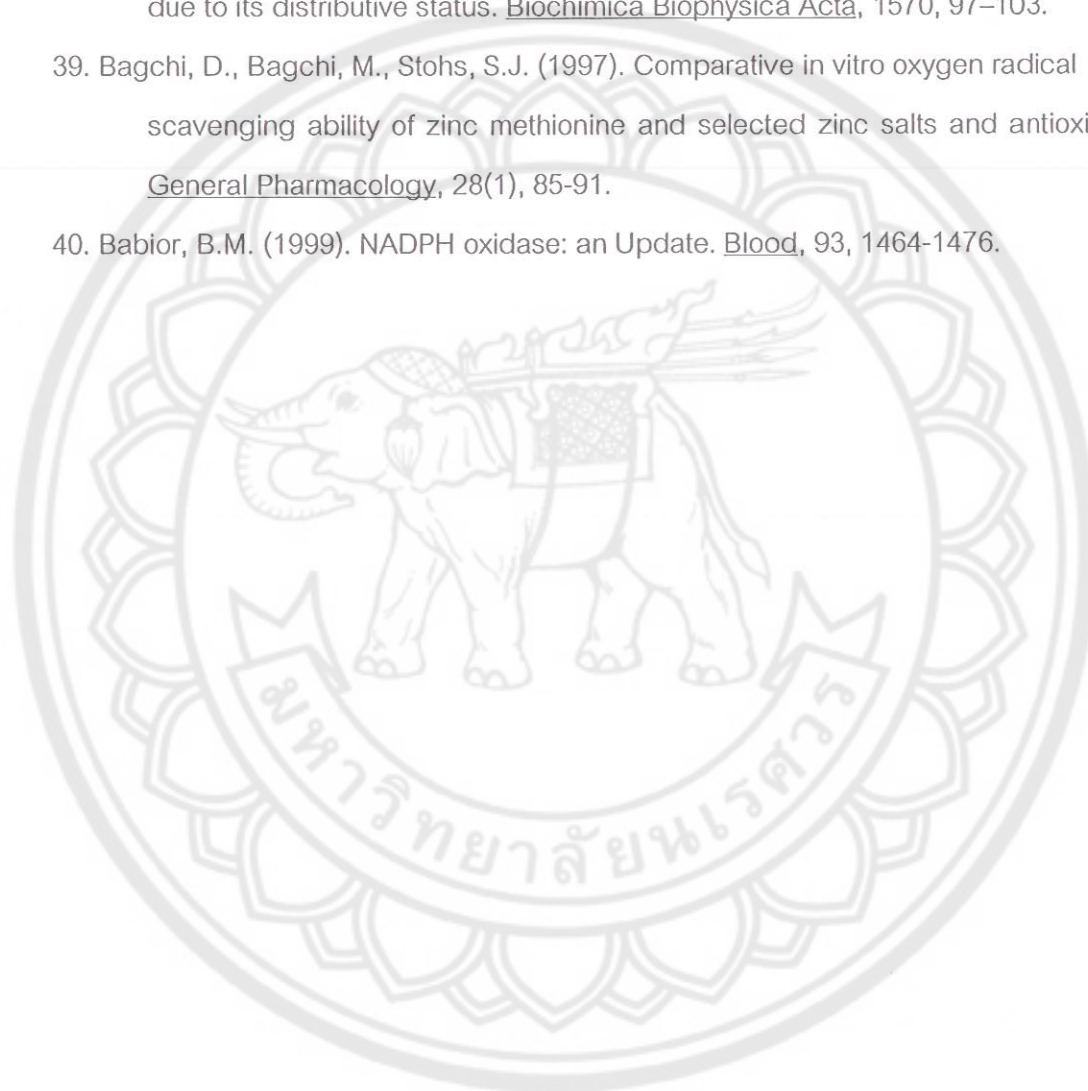 due to its distributive status. Biochimica Biophysica Acta, 1570, 97–103.
39. Bagchi, D., Bagchi, M., Stohs, S.J. (1997). Comparative in vitro oxygen radical
scavenging ability of zinc methionine and selected zinc salts and antioxi
General Pharmacology, 28(1), 85-91.
40. Babior, B.M. (1999). NADPH oxidase: an Update. Blood, 93, 1464-1476.
มหาวิทยาลัยนเรศวร